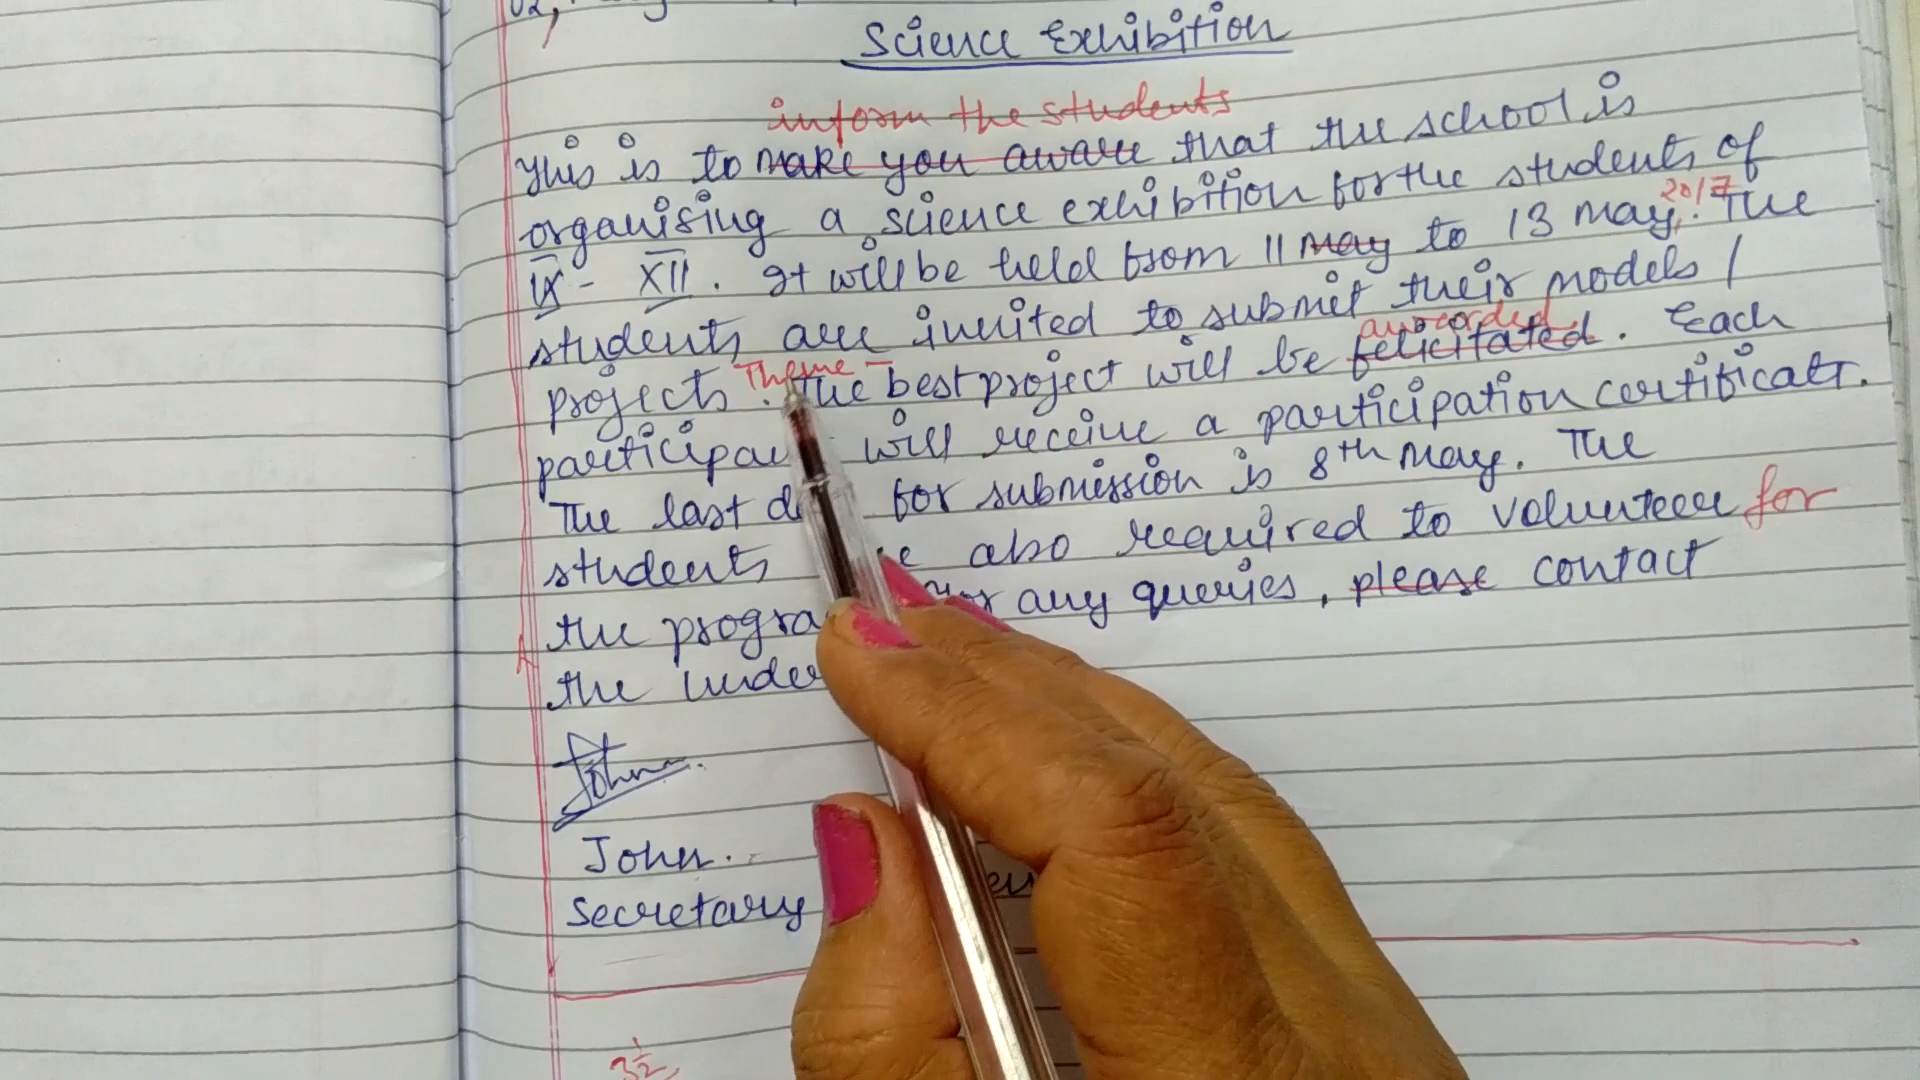 02,
Science Exhibition
inform the students
This is to make you aware that the school is
organising a science exhibition for the students of
2017
IX - XII. It will be held from 11 May to 13 May. The
students are invited to submit their models /
awarded
projects. Theme - The best project will be felicitated. Each
will receive a participation certificate.
The last for submission is 8th May. The
students also required to volunteer for
the For any queries, please contact
the
John
John.
Secretary
3½